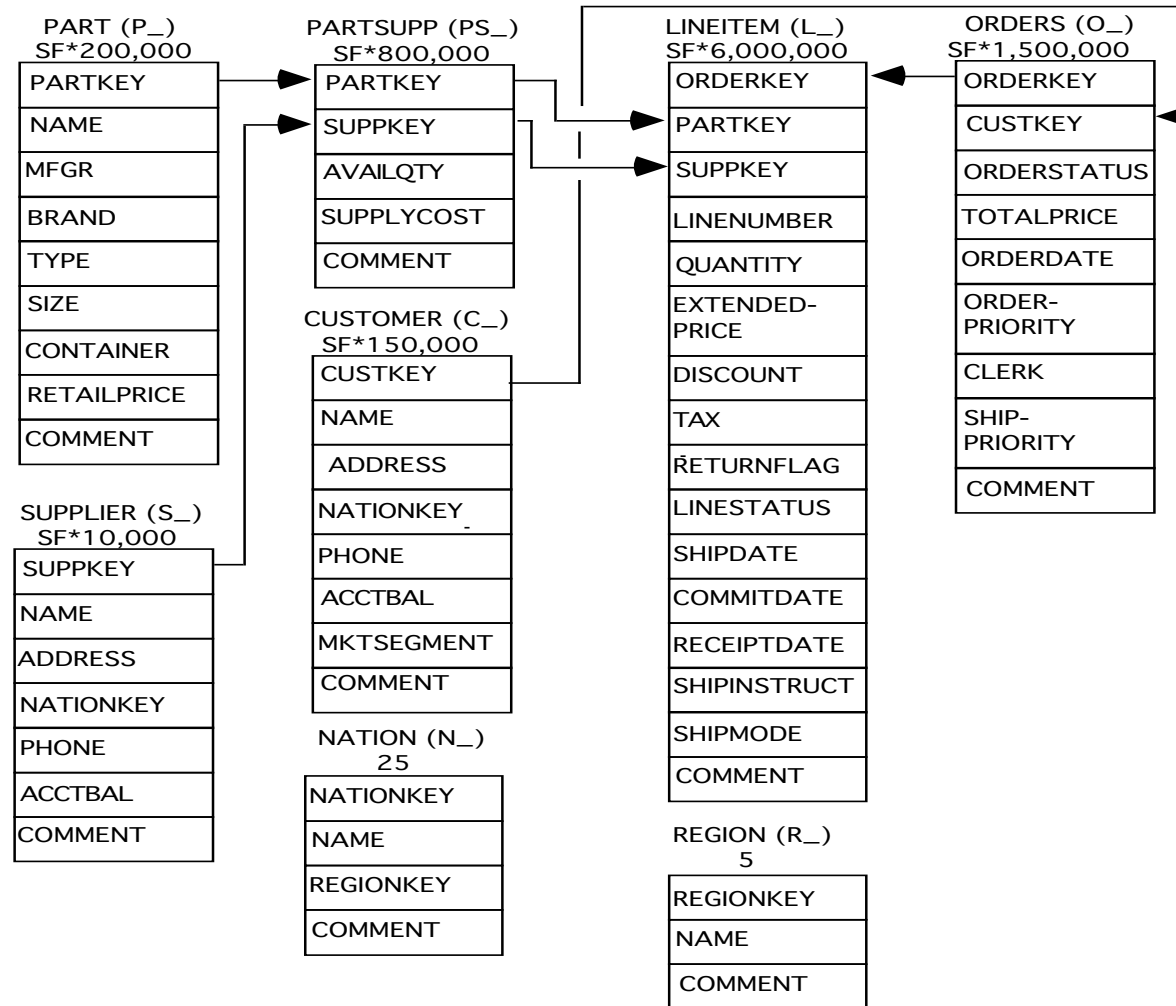 PART (P_)
SF*200,000
PARTKEY
NAME
MFGR
BRAND
TYPE
SIZE
CONTAINER
RETAILPRICE
COMMENT
SUPPLIER (S_)
SF*10,000
SUPPKEY
NAME
ADDRESS
NATIONKEY
PHONE
ACCTBAL
COMMENT
PARTSUPP (PS_)
SF*800,000
PARTKEY
SUPPKEY
AVAILQTY
SUPPLYCOST
COMMENT
CUSTOMER (C_)
SF*150,000
CUSTKEY
NAME
ADDRESS
NATIONKEY
PHONE
ACCTBAL
MKTSEGMENT
COMMENT
NATION (N_)
25
NATIONKEY
NAME
REGIONKEY
COMMENT
LINEITEM (L_)
SF*6,000,000
ORDERKEY
PARTKEY
SUPPKEY
LINENUMBER
QUANTITY
EXTENDED-
PRICE
DISCOUNT
TAX
RETURNFLAG
LINESTATUS
SHIPDATE
COMMITDATE
RECEIPTDATE
SHIPINSTRUCT
SHIPMODE
COMMENT
REGION (R_)
5
REGIONKEY
NAME
COMMENT
ORDERS (O_)
SF*1,500,000
ORDERKEY
CUSTKEY
ORDERSTATUS
TOTALPRICE
ORDERDATE
ORDER-
PRIORITY
CLERK
SHIP-
PRIORITY
COMMENT